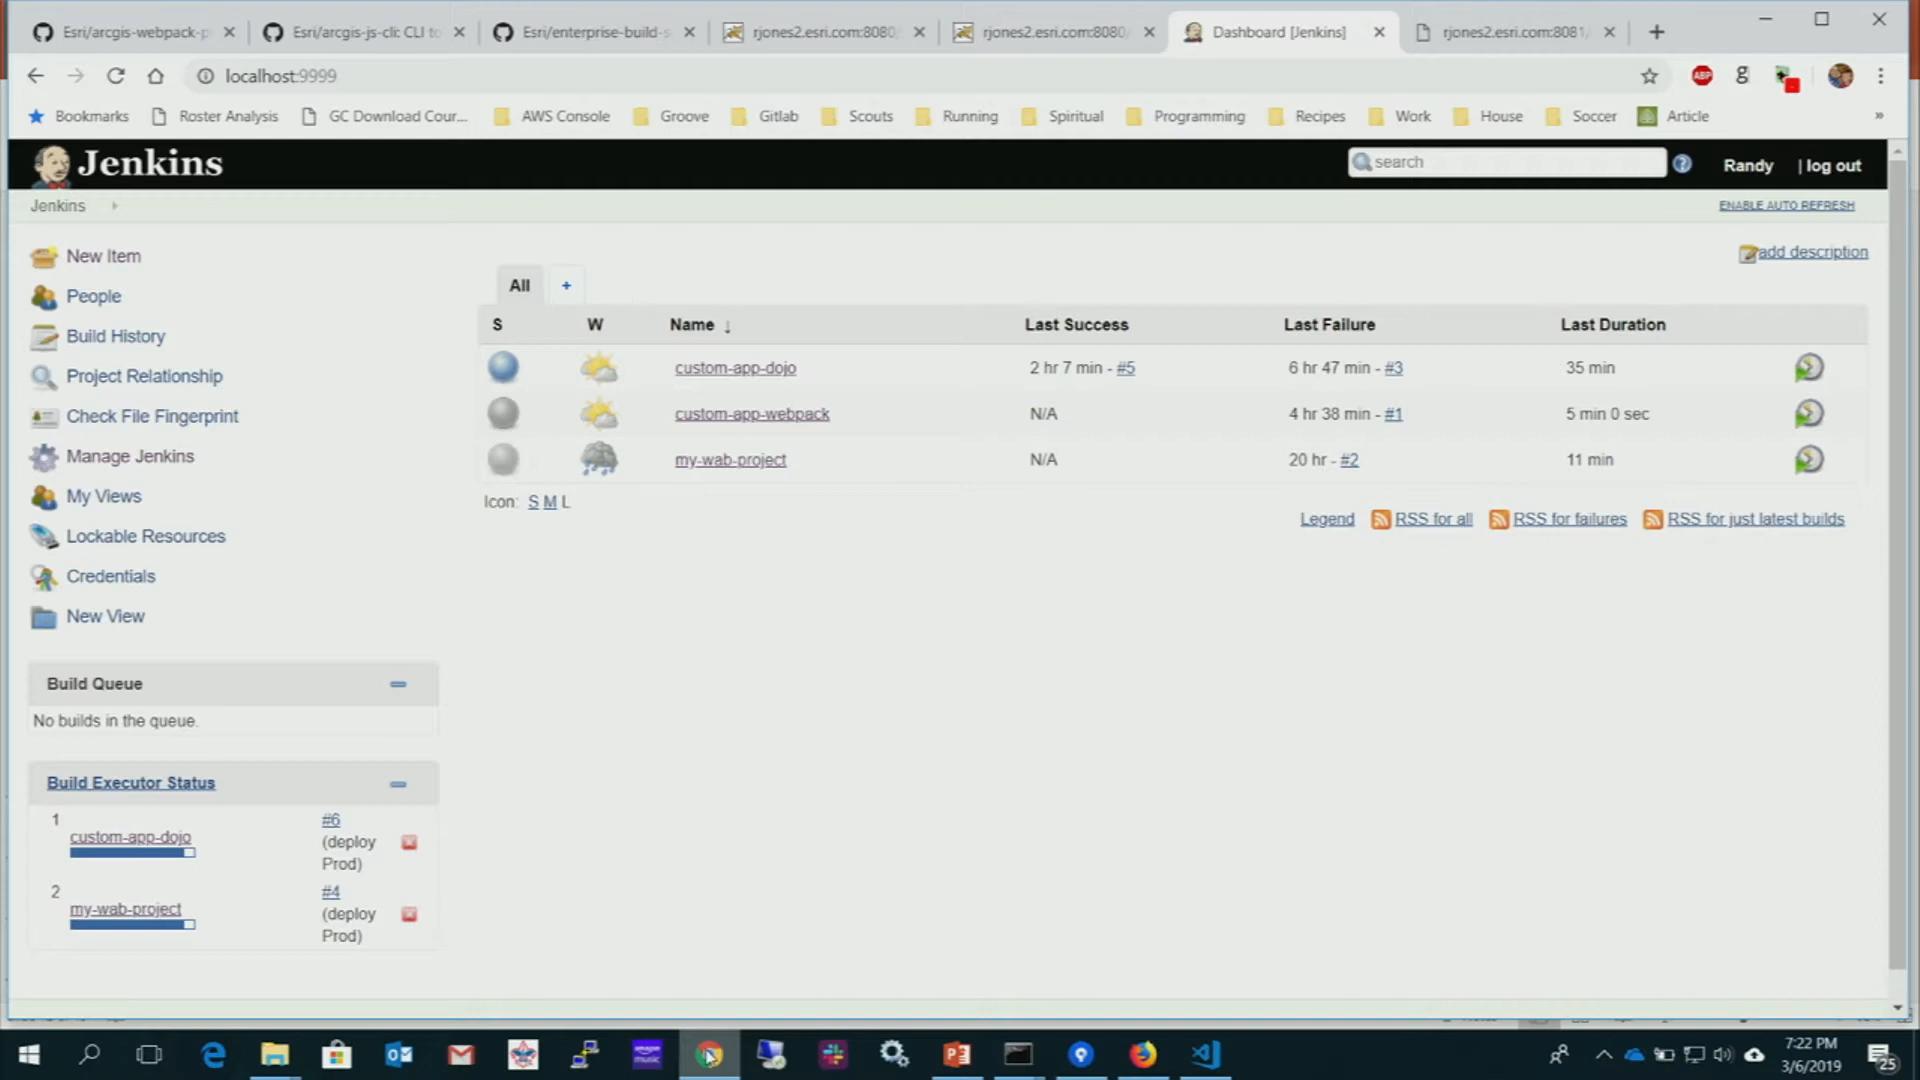 Esri/arcgis-webpack-p
Esri/arcgis-js-cli: CLI to
Esri/enterprise-build-s
rjones2.esri.com:8080/
rjones2.esri.com:8080/
Dashboard [Jenkins]
rjones2.esri.com:8081/
localhost:9999
ABP
g
Bookmarks
Roster Analysis
GC Download Cour...
AWS Console
Groove
Gitlab
Scouts
Running
Spiritual
Programming
Recipes
Work
House
Soccer
Article
»
Jenkins
search
Randy
| log out
Jenkins
ENABLE AUTO REFRESH
New Item
People
Build History
Project Relationship
Check File Fingerprint
Manage Jenkins
My Views
Lockable Resources
Credentials
New View
add description
All +
S W Name ↓ Last Success Last Failure Last Duration
custom-app-dojo 2 hr 7 min - #5 6 hr 47 min - #3 35 min
custom-app-webpack N/A 4 hr 38 min - #1 5 min 0 sec
my-wab-project N/A 20 hr - #2 11 min
Icon: S M L
Legend RSS for all RSS for failures RSS for just latest builds
Build Queue
No builds in the queue.
Build Executor Status
1 custom-app-dojo #6
(deploy
Prod)
2 my-wab-project #4
(deploy
Prod)
amazon
music
7:22 PM
3/6/2019
25